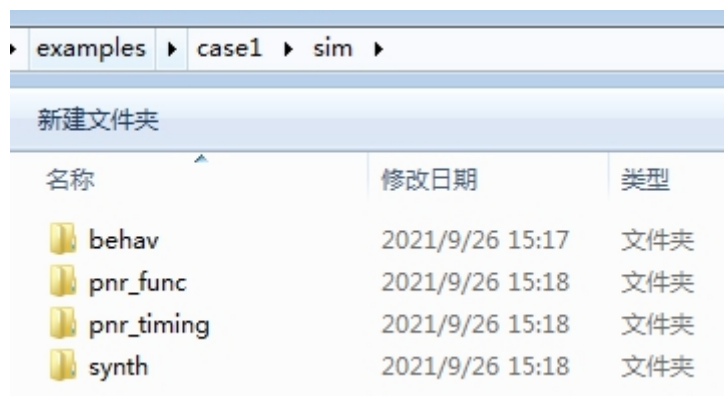 examples case1 sim
新建文件夹
名称 修改日期 类型
behav 2021/9/26 15:17 文件夹
pnr_func 2021/9/26 15:18 文件夹
pnr_timing 2021/9/26 15:18 文件夹
synth 2021/9/26 15:18 文件夹